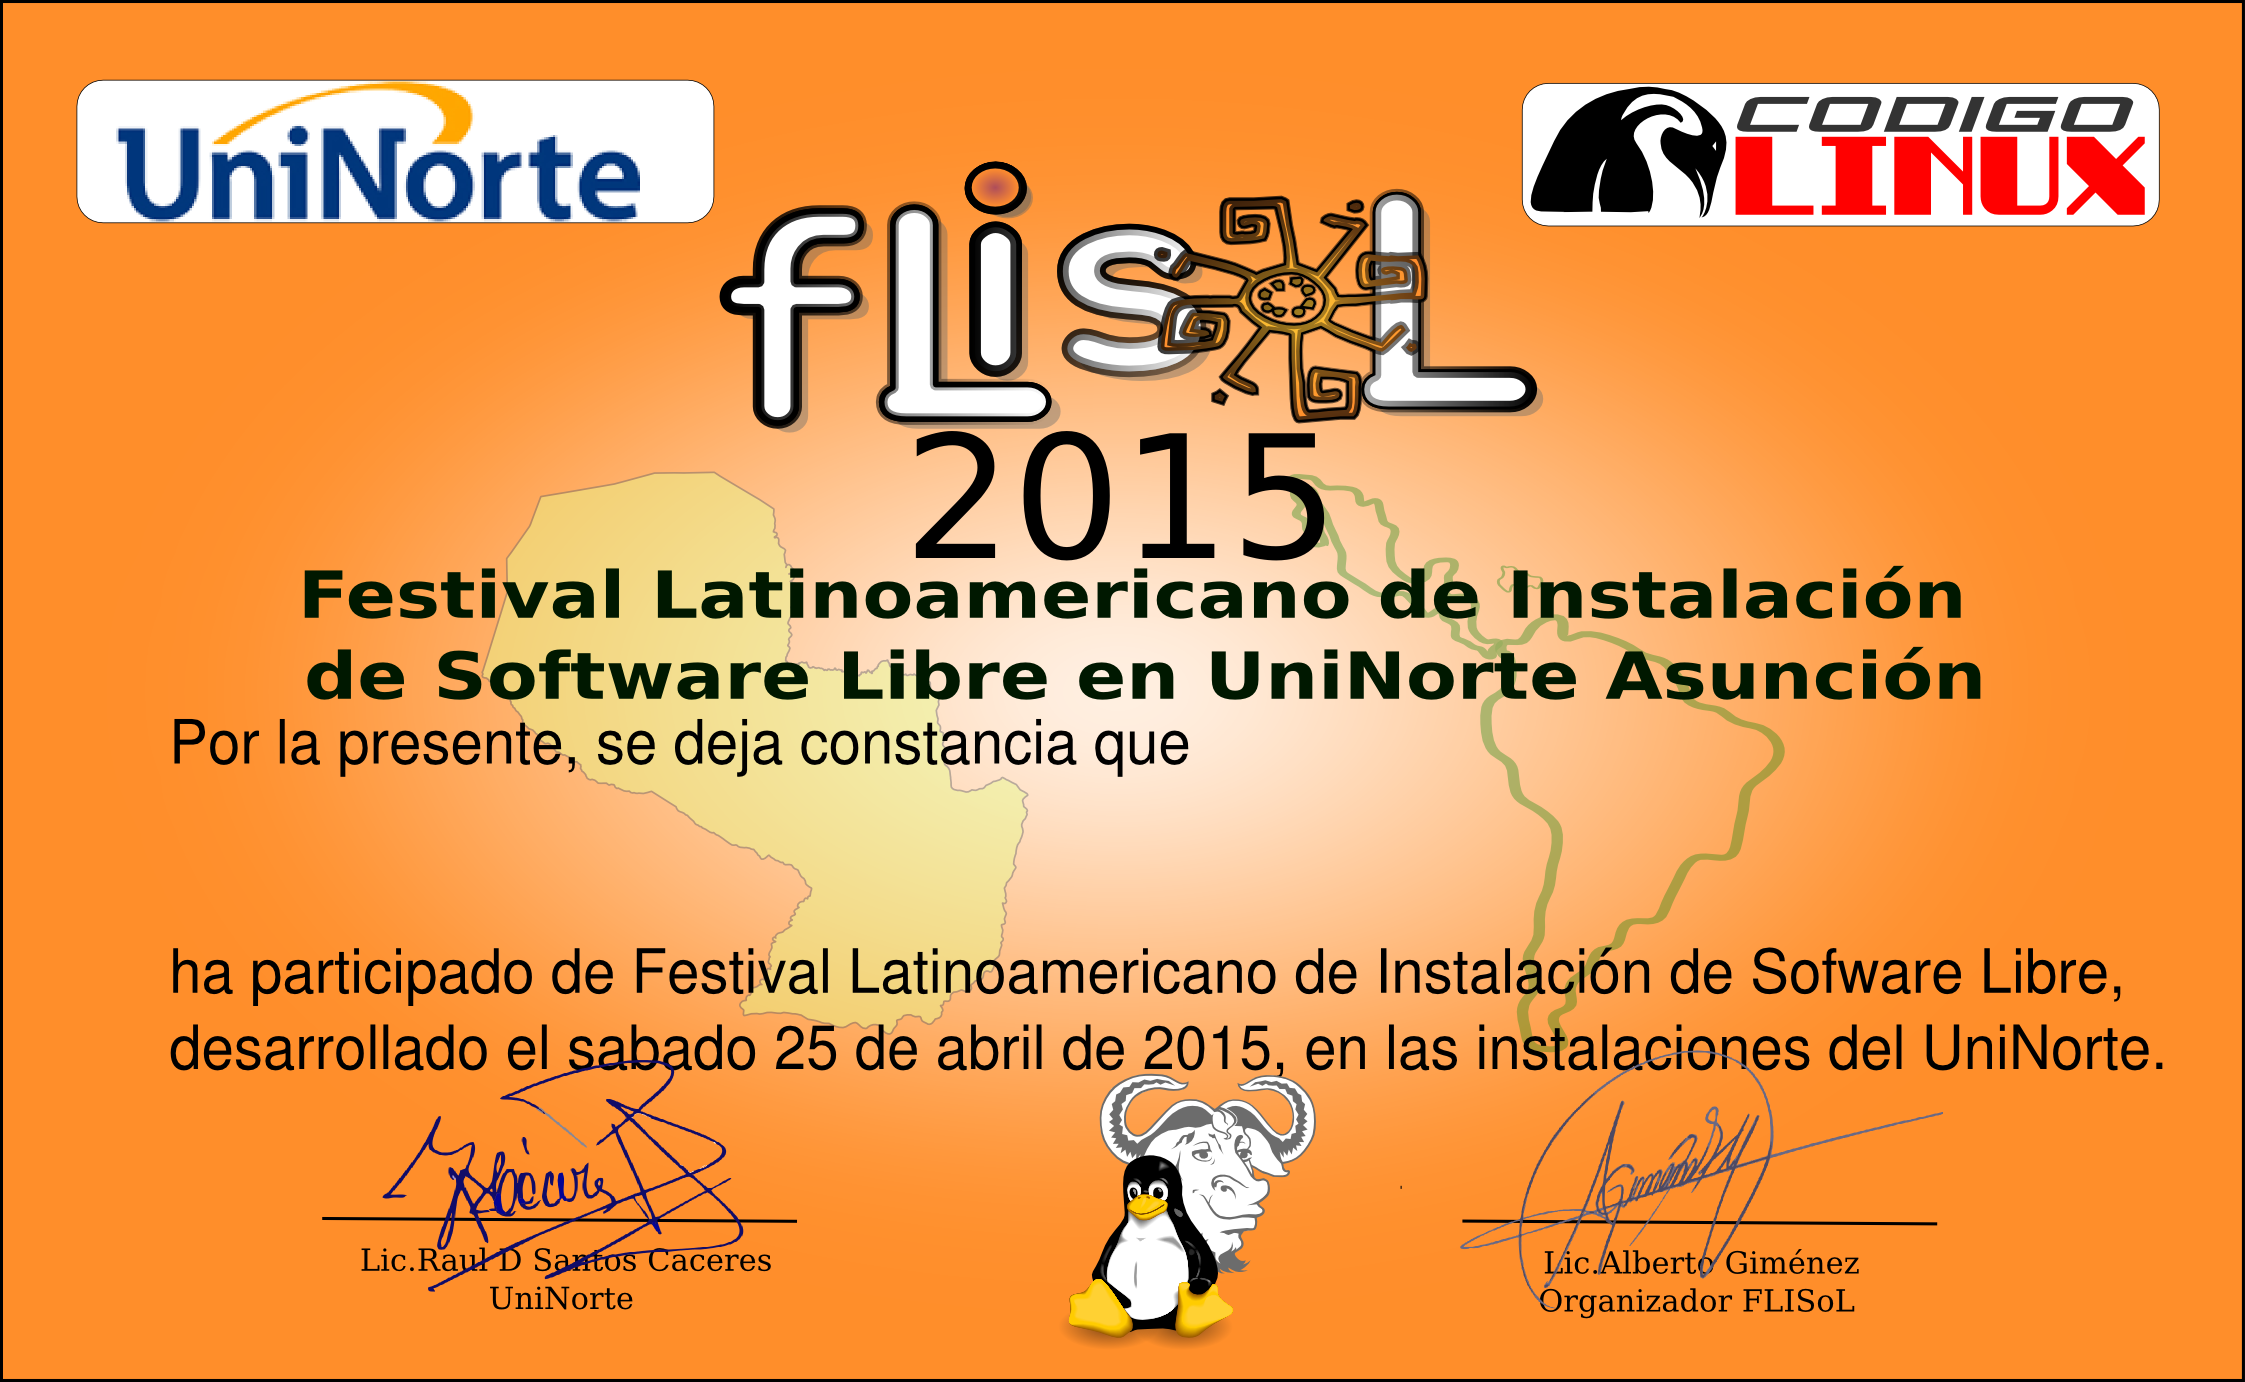 UniNorte
CODIGO
LINUX
fLisoL
2015
Festival Latinoamericano de Instalación
de Software Libre en UniNorte Asunción
Por la presente, se deja constancia que
ha participado de Festival Latinoamericano de Instalación de Sofware Libre,
desarrollado el sabado 25 de abril de 2015, en las instalaciones del UniNorte.
Lic.Raul D Santos Caceres
UniNorte
Lic.Alberto Giménez
Organizador FLISoL